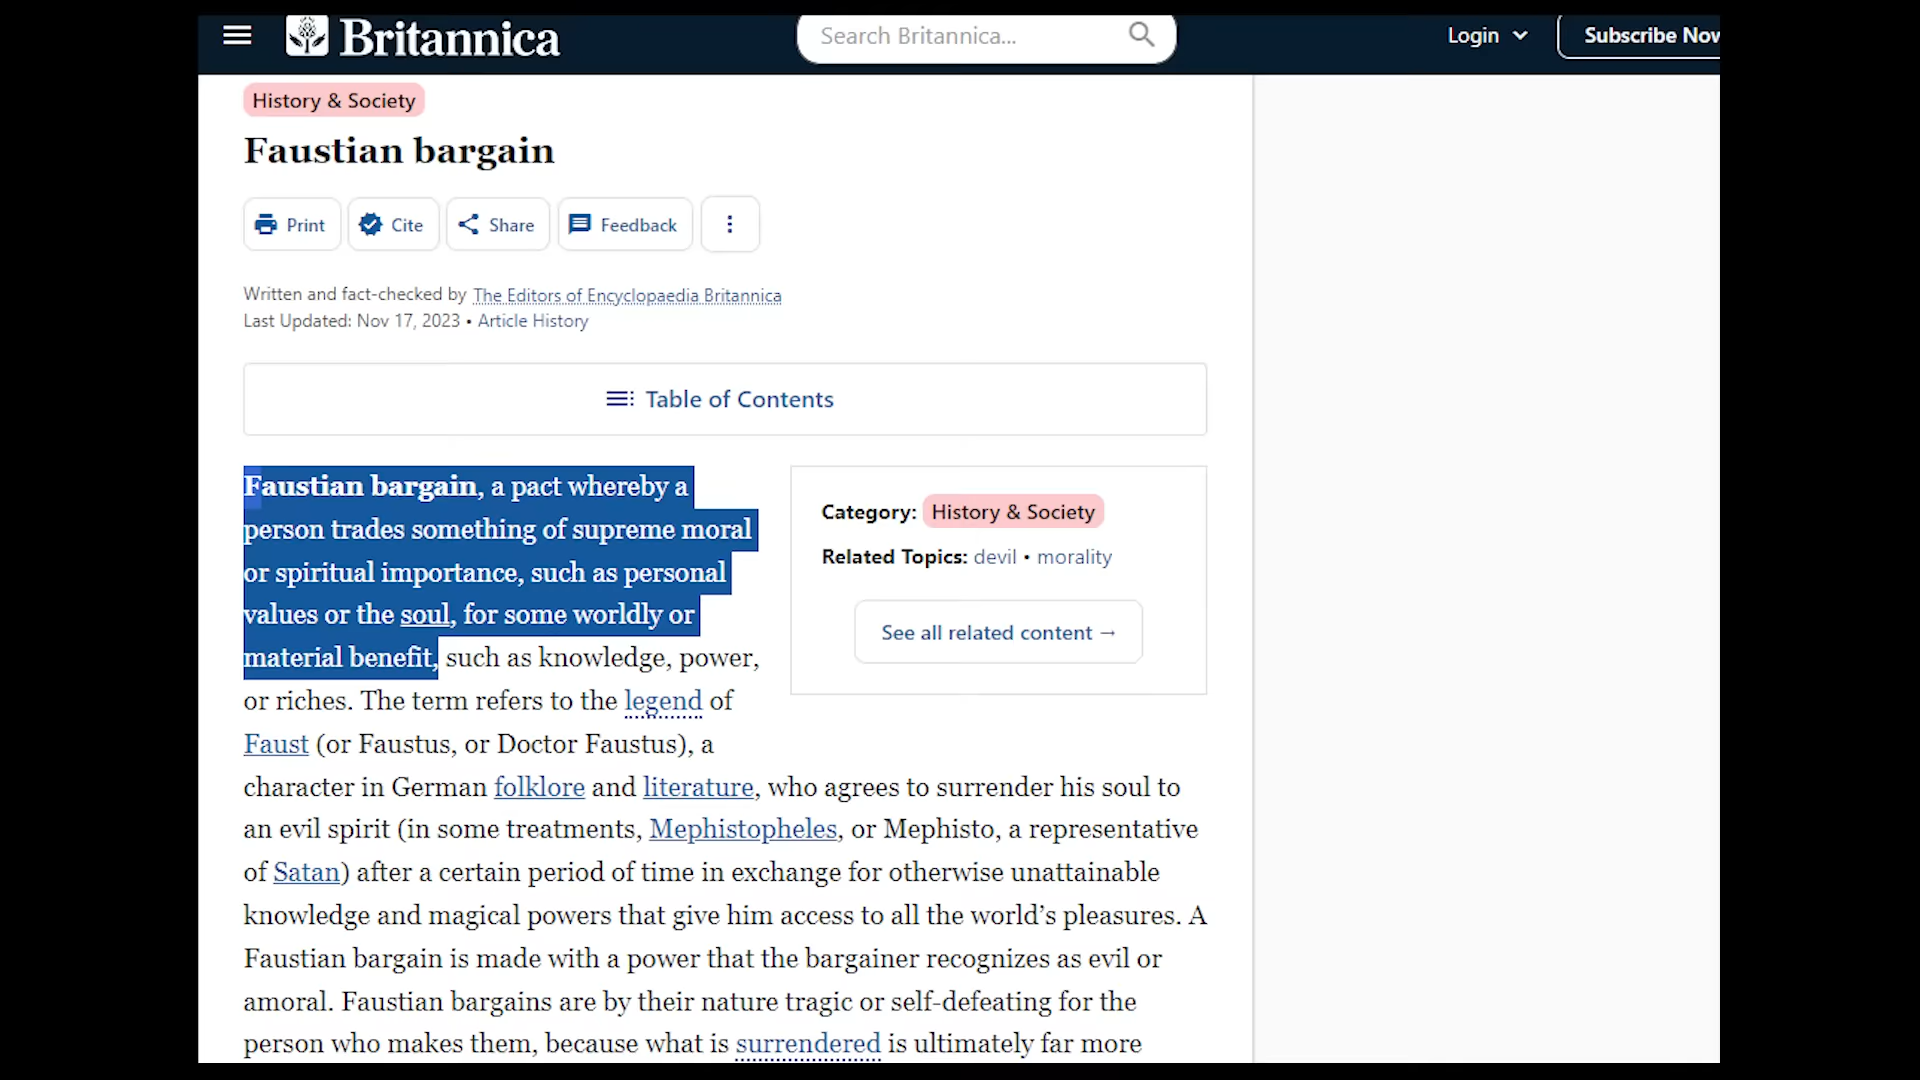 Britannica
Search Britannica...
Login
Subscribe Now
History & Society
Faustian bargain
Print
Cite
Share
Feedback
Written and fact-checked by The Editors of Encyclopaedia Britannica
Last Updated: Nov 17, 2023 • Article History
Table of Contents
Faustian bargain, a pact whereby a
person trades something of supreme moral
or spiritual importance, such as personal
values or the soul, for some worldly or
material benefit, such as knowledge, power,
or riches. The term refers to the legend of
Faust (or Faustus, or Doctor Faustus), a
Category: History & Society
Related Topics: devil • morality
See all related content →
character in German folklore and literature, who agrees to surrender his soul to
an evil spirit (in some treatments, Mephistopheles, or Mephisto, a representative
of Satan) after a certain period of time in exchange for otherwise unattainable
knowledge and magical powers that give him access to all the world’s pleasures. A
Faustian bargain is made with a power that the bargainer recognizes as evil or
amoral. Faustian bargains are by their nature tragic or self-defeating for the
person who makes them, because what is surrendered is ultimately far more